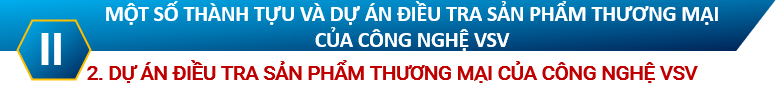 MỘT SỐ THÀNH TỰU VÀ DỰ ÁN ĐIỀU TRA SẢN PHẨM THƯƠNG MẠI
CỦA CÔNG NGHỆ VSV
II
2. DỰ ÁN ĐIỀU TRA SẢN PHẨM THƯƠNG MẠI CỦA CÔNG NGHỆ VSV